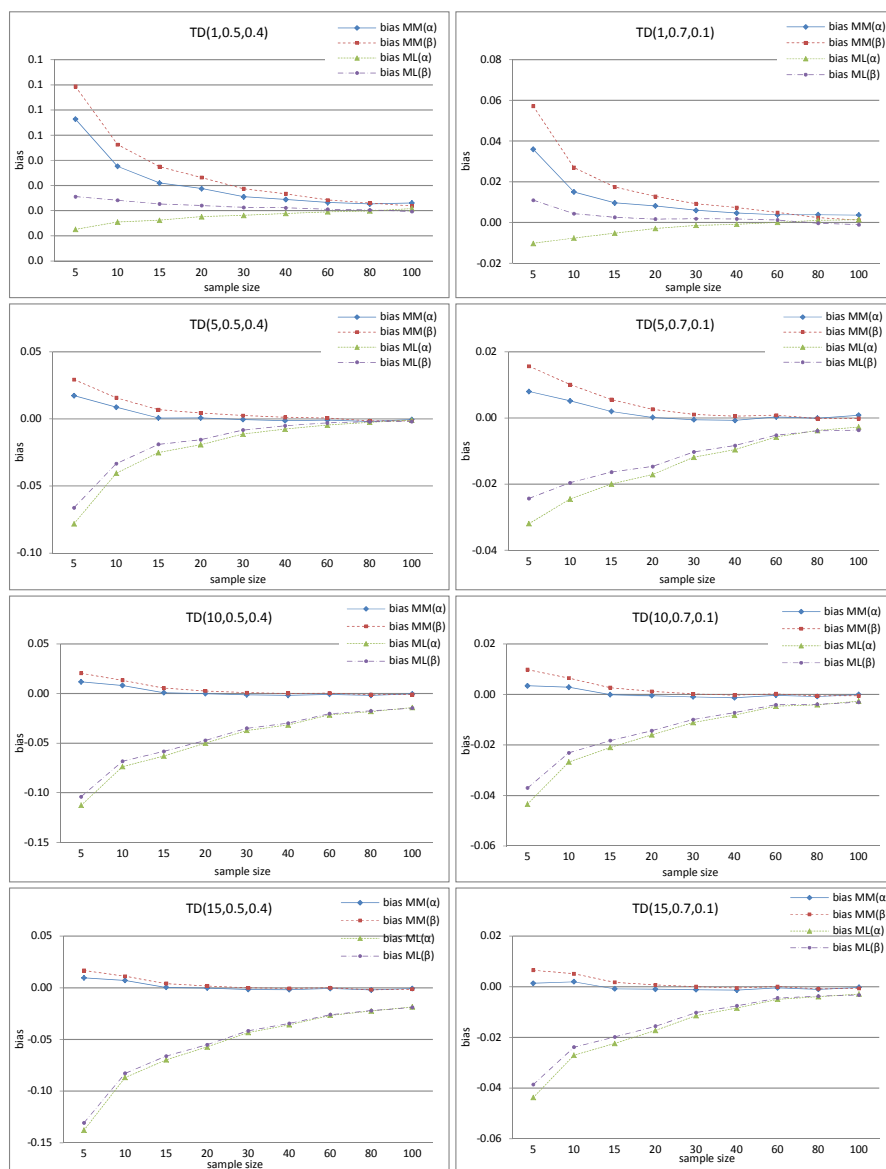 TD(1,0.5,0.4)
bias MM(α)
bias MM(β)
bias ML(α)
bias ML(β)
0.1
0.1
0.1
0.1
0.0
0.0
0.0
0.0
0.0
bias
5 10 15 20 30 40 60 80 100
sample size
TD(1,0.7,0.1)
bias MM(α)
bias MM(β)
bias ML(α)
bias ML(β)
0.08
0.06
0.04
0.02
0.00
-0.02
bias
5 10 15 20 30 40 60 80 100
sample size
TD(5,0.5,0.4)
bias MM(α)
bias MM(β)
bias ML(α)
bias ML(β)
0.05
0.00
-0.05
-0.10
bias
5 10 15 20 30 40 60 80 100
sample size
TD(5,0.7,0.1)
bias MM(α)
bias MM(β)
bias ML(α)
bias ML(β)
0.02
0.00
-0.02
-0.04
bias
5 10 15 20 30 40 60 80 100
sample size
TD(10,0.5,0.4)
bias MM(α)
bias MM(β)
bias ML(α)
bias ML(β)
0.05
0.00
-0.05
-0.10
-0.15
bias
5 10 15 20 30 40 60 80 100
sample size
TD(10,0.7,0.1)
bias MM(α)
bias MM(β)
bias ML(α)
bias ML(β)
0.02
0.00
-0.02
-0.04
-0.06
bias
5 10 15 20 30 40 60 80 100
sample size
TD(15,0.5,0.4)
bias MM(α)
bias MM(β)
bias ML(α)
bias ML(β)
0.05
0.00
-0.05
-0.10
-0.15
bias
5 10 15 20 30 40 60 80 100
sample size
TD(15,0.7,0.1)
bias MM(α
bias MM(β
bias ML(α)
bias ML(β)
0.02
0.00
-0.02
-0.04
-0.06
bias
5 10 15 20 30 40 60 80 100
sample size